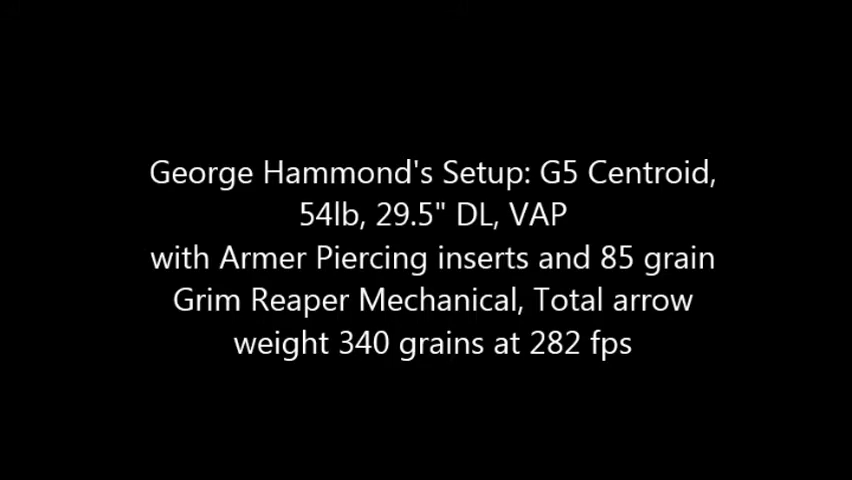 George Hammond's Setup: G5 Centroid,
54lb, 29.5" DL, VAP
with Armer Piercing inserts and 85 grain
Grim Reaper Mechanical, Total arrow
weight 340 grains at 282 fps